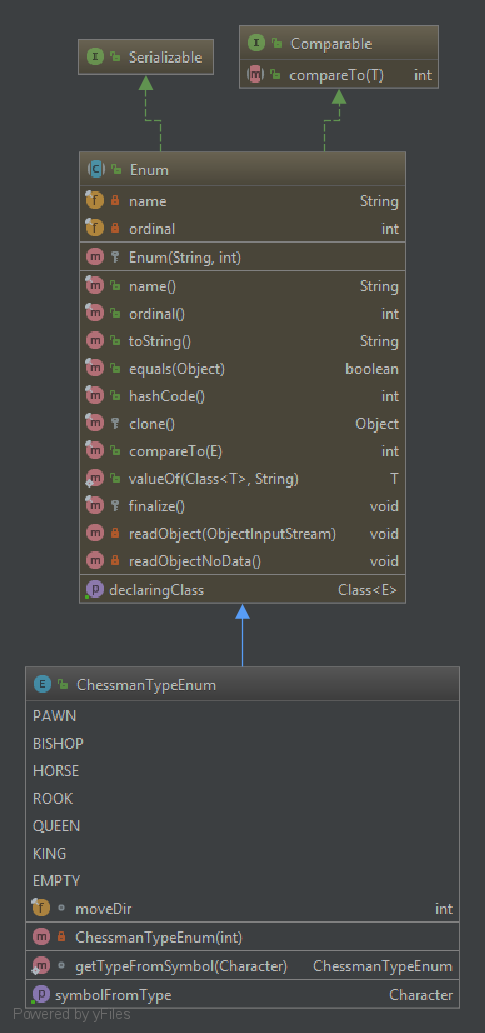 Serializable
Comparable
compareTo(T) int
Enum
name String
ordinal int
Enum(String, int)
name() String
ordinal() int
toString() String
equals(Object) boolean
hashCode() int
clone() Object
compareTo(E) int
valueOf(Class<T>, String) T
finalize() void
readObject(ObjectInputStream) void
readObjectNoData() void
declaringClass Class<E>
ChessmanTypeEnum
PAWN
BISHOP
HORSE
ROOK
QUEEN
KING
EMPTY
moveDir int
ChessmanTypeEnum(int)
getTypeFromSymbol(Character) ChessmanTypeEnum
symbolFromType Character
Powered by yFiles